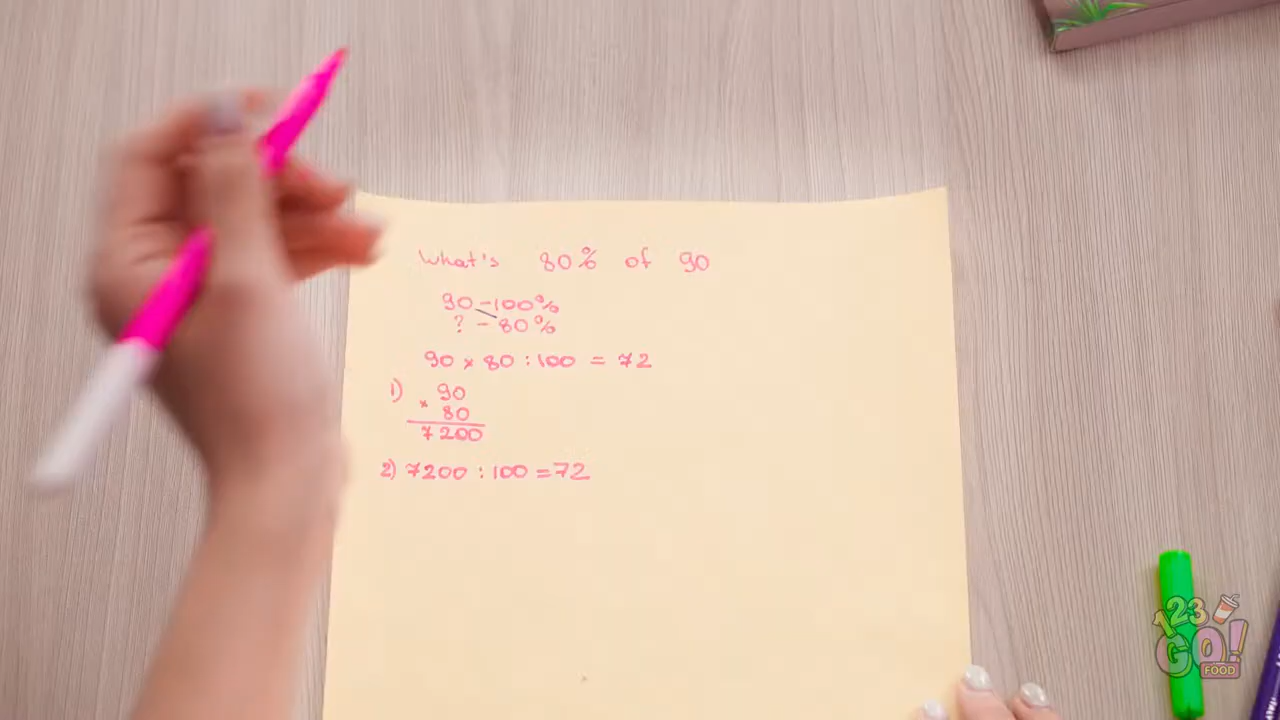 What's 80% of 90
90 - 100%
? - 80%
90 × 80 : 100 = 72
1) 90
× 80
7200
2) 7200 : 100 = 72
123 GO! FOOD